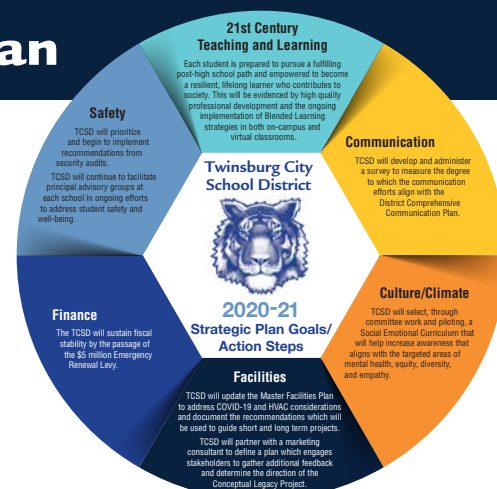 an
21st Century
Teaching and Learning
Each student is prepared to pursue a fulfilling
post-high school path and empowered to become
a resilient, lifelong learner who contributes to
society. This will be evidenced by high quality
professional development and the ongoing
implementation of Blended Learning
strategies in both on-campus and
virtual classrooms.
Safety
TCSD will prioritize
and begin to implement
recommendations from
security audits.
TCSD will continue to facilitate
principal advisory groups at
each school in ongoing efforts
to address student safety and
well-being.
Communication
TCSD will develop and administer
a survey to measure the degree
to which the communication
efforts align with the
District Comprehensive
Communication Plan.
Twinsburg City
School District
2020-21
Strategic Plan Goals/
Action Steps
Finance
The TCSD will sustain fiscal
stability by the passage of
the $5 million Emergency
Renewal Levy.
Culture/Climate
TCSD will select, through
committee work and piloting, a
Social Emotional Curriculum that
will help increase awareness that
aligns with the targeted areas of
mental health, equity, diversity,
and empathy.
Facilities
TCSD will update the Master Facilities Plan
to address COVID-19 and HVAC considerations
and document the recommendations which will
be used to guide short and long term projects.
TCSD will partner with a marketing
consultant to define a plan which engages
stakeholders to gather additional feedback
and determine the direction of the
Conceptual Legacy Project.